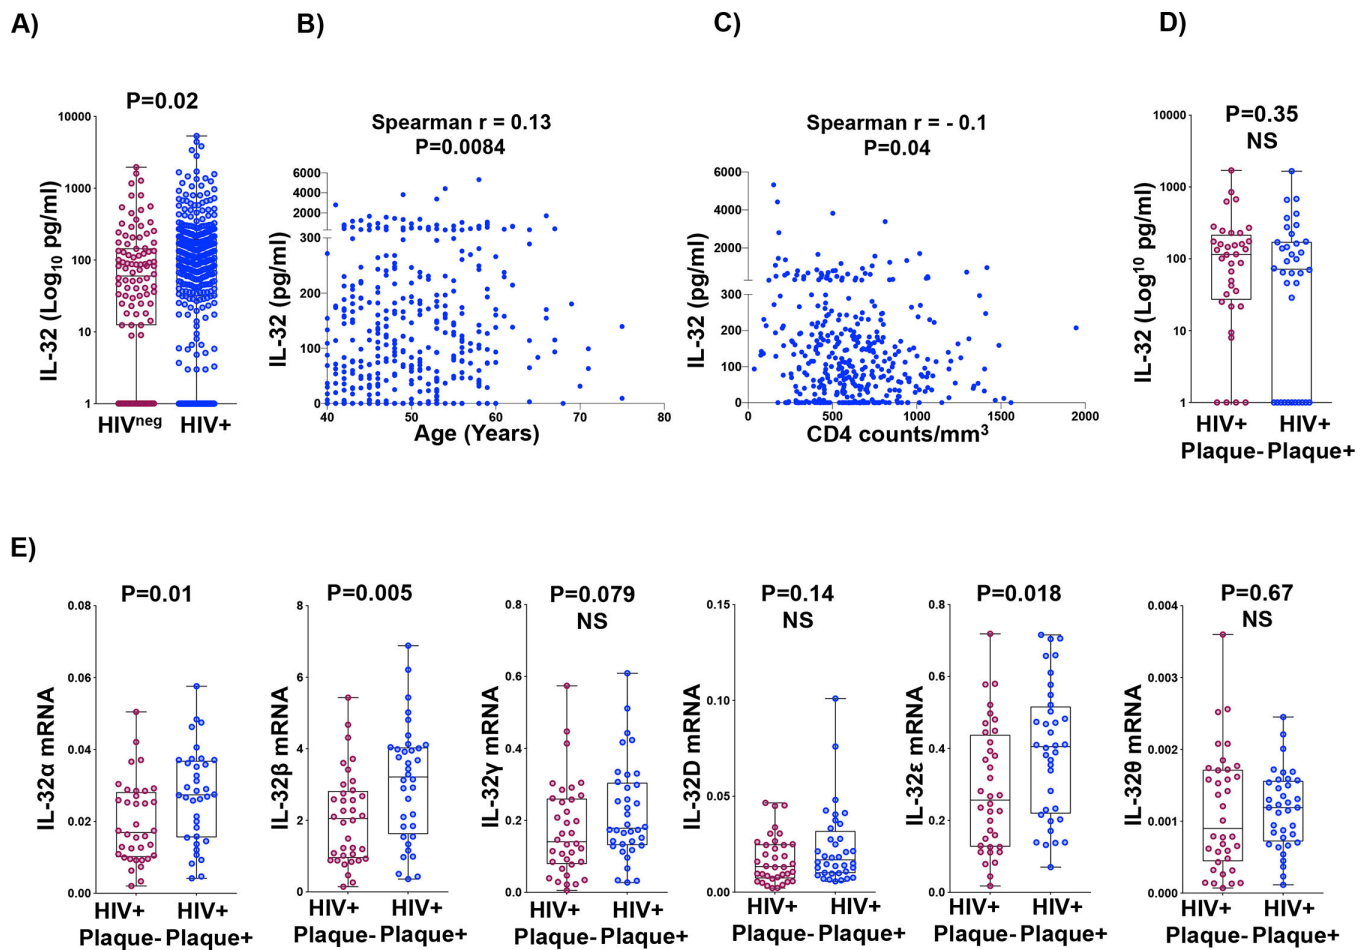 A)
B)
C)
D)
P=0.02
IL-32 (Log10 pg/ml)
10000
1000
100
10
1
HIVneg
HIV+
Spearman r = 0.13
P=0.0084
IL-32 (pg/ml)
6000
4000
2000
300
200
100
0
40
50
60
70
80
Age (Years)
Spearman r = - 0.1
P=0.04
IL-32 (pg/ml)
6000
4000
2000
300
200
100
0
0
500
1000
1500
2000
CD4 counts/mm3
P=0.35
NS
IL-32 (Log10 pg/ml)
10000
1000
100
10
1
HIV+ HIV+
Plaque- Plaque+
E)
P=0.01
IL-32α mRNA
0.08
0.06
0.04
0.02
0.00
HIV+ HIV+
Plaque- Plaque+
P=0.005
IL-32β mRNA
8
6
4
2
0
HIV+ HIV+
Plaque- Plaque+
P=0.079
NS
IL-32γ mRNA
0.8
0.6
0.4
0.2
0.0
HIV+ HIV+
Plaque- Plaque+
P=0.14
NS
IL-32D mRNA
0.15
0.10
0.05
0.00
HIV+ HIV+
Plaque- Plaque+
P=0.018
IL-32ε mRNA
0.8
0.6
0.4
0.2
0.0
HIV+ HIV+
Plaque- Plaque+
P=0.67
NS
IL-32θ mRNA
0.004
0.003
0.002
0.001
0.000
HIV+ HIV+
Plaque- Plaque+